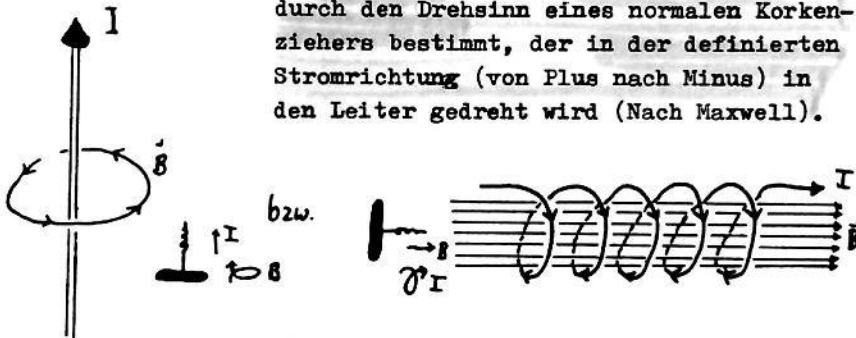 durch den Drehsinn eines normalen Korken-
ziehers bestimmt, der in der definierten
Stromrichtung (von Plus nach Minus) in
den Leiter gedreht wird (Nach Maxwell).
I
B
I
B
bzw.
B
I
I
B